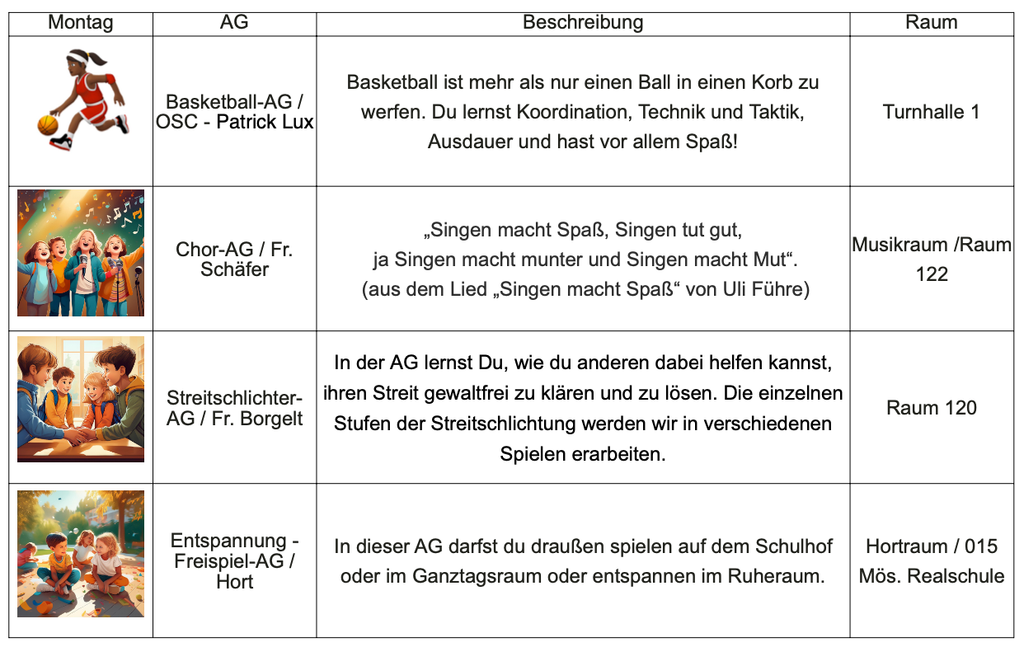 Montag AG Beschreibung Raum
Basketball-AG /
OSC - Patrick Lux
Basketball ist mehr als nur einen Ball in einen Korb zu
werfen. Du lernst Koordination, Technik und Taktik,
Ausdauer und hast vor allem Spaß!
Turnhalle 1
Chor-AG / Fr.
Schäfer
„Singen macht Spaß, Singen tut gut,
ja Singen macht munter und Singen macht Mut“.
(aus dem Lied „Singen macht Spaß“ von Uli Führe)
Musikraum /Raum
122
Streitschlichter-
AG / Fr. Borgelt
In der AG lernst Du, wie du anderen dabei helfen kannst,
ihren Streit gewaltfrei zu klären und zu lösen. Die einzelnen
Stufen der Streitschlichtung werden wir in verschiedenen
Spielen erarbeiten.
Raum 120
Entspannung -
Freispiel-AG /
Hort
In dieser AG darfst du draußen spielen auf dem Schulhof
oder im Ganztagsraum oder entspannen im Ruheraum.
Hortraum / 015
Mös. Realschule